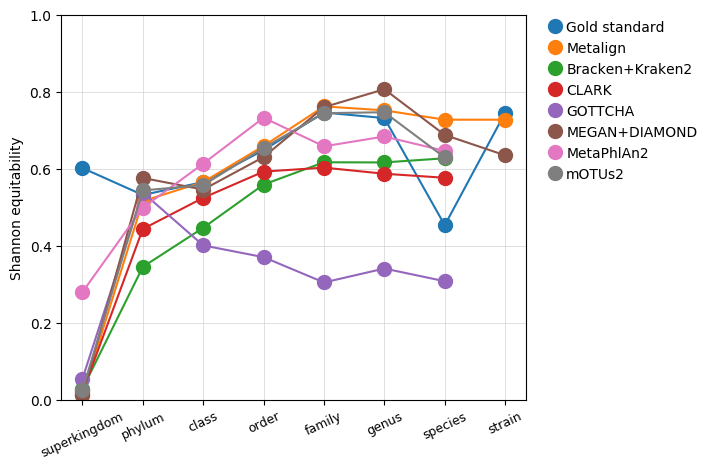 1.0
0.8
0.6
0.4
0.2
0.0
Shannon equitability
superkingdom
phylum
class
order
family
genus
species
strain
Gold standard
Metalign
Bracken+Kraken2
CLARK
GOTTCHA
MEGAN+DIAMOND
MetaPhlAn2
mOTUs2